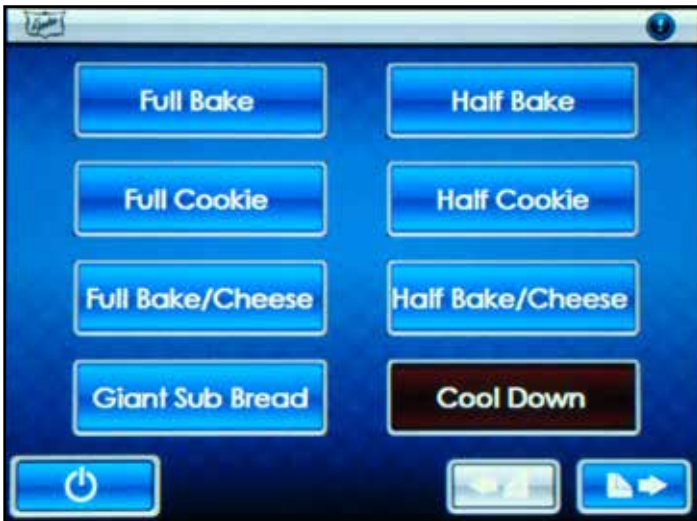 Full Bake
Half Bake
Full Cookie
Half Cookie
Full Bake/Cheese
Half Bake/Cheese
Giant Sub Bread
Cool Down